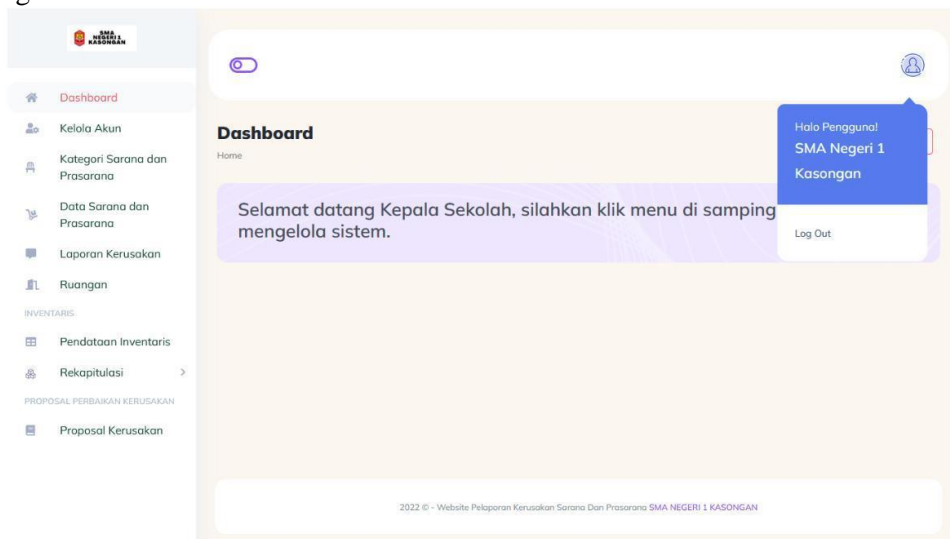 SMA
NEGERI 1
KASONGAN
Dashboard
Kelola Akun
Kategori Sarana dan
Prasarana
Data Sarana dan
Prasarana
Laporan Kerusakan
Ruangan
INVENTARIS
Pendataan Inventaris
Rekapitulasi
PROPOSAL PERBAIKAN KERUSAKAN
Proposal Kerusakan
Dashboard
Home
Halo Pengguna!
SMA Negeri 1
Kasongan
Log Out
Selamat datang Kepala Sekolah, silahkan klik menu di samping
mengelola sistem.
2022 © - Website Pelaporan Kerusakan Sarana Dan Prasarana SMA NEGERI 1 KASONGAN